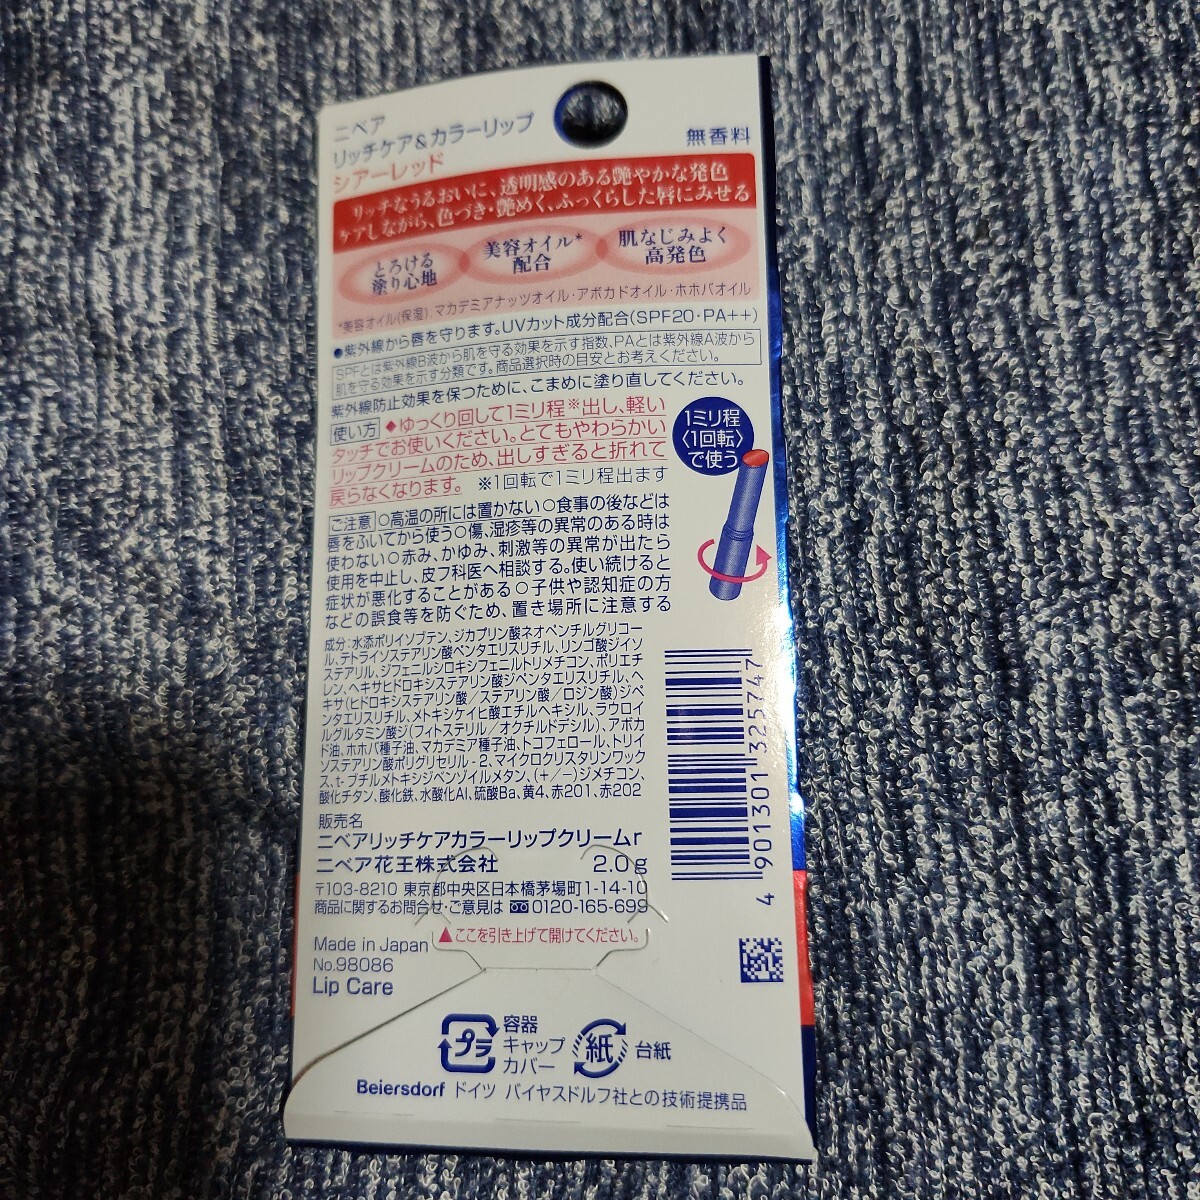 ニベア
リッチケア&カラーリップ
無香料
シアーレッド
リッチなうるおいに、透明感のある艶やかな発色
ケアしながら、色づき・艶めく、ふっくらした唇にみせる
とろける
塗り心地
美容オイル*
配合
肌なじみよく
高発色
*美容オイル(保湿):マカデミアナッツオイル・アボカドオイル・ホホバオイル
●紫外線から唇を守ります。UVカット成分配合(SPF20・PA++)
SPFとは紫外線B波から肌を守る効果を示す指数、PAとは紫外線A波から
肌を守る効果を示す分類です。商品選択時の目安とお考えください。
紫外線防止効果を保つために、こまめに塗り直してください。
使い方 ◆ゆっくり回して1ミリ程※出し、軽い
タッチでお使いください。とてもやわらかい
リップクリームのため、出しすぎると折れて
戻らなくなります。 ※1回転で1ミリ程出ます
1ミリ程
〈1回転〉
で使う
ご注意 ○高温の所には置かない○食事の後などは
唇をふいてから使う○傷、湿疹等の異常のある時は
使わない○赤み、かゆみ、刺激等の異常が出たら
使用を中止し、皮フ科医へ相談する。使い続けると
症状が悪化することがある○子供や認知症の方
などの誤食等を防ぐため、置き場所に注意する
成分:水添ポリイソブテン、ジカプリン酸ネオペンチルグリコー
ル、テトライソステアリン酸ペンタエリスリチル、リンゴ酸ジイソ
ステアリル、ジフェニルシロキシフェニルトリメチコン、ポリエチ
レン、ヘキサヒドロキシステアリン酸ジペンタエリスリチル、ヘ
キサ(ヒドロキシステアリン酸/ステアリン酸/ロジン酸)ジペ
ンタエリスリチル、メトキシケイヒ酸エチルヘキシル、ラウロイ
ルグルタミン酸ジ(フィトステリル/オクチルドデシル)、アボカ
ド油、ホホバ種子油、マカデミア種子油、トコフェロール、トリイ
ソステアリン酸ポリグリセリル-2、マイクロクリスタリンワック
ス、t-ブチルメトキシジベンゾイルメタン、(+/-)ジメチコン、
酸化チタン、酸化鉄、水酸化Al、硫酸Ba、黄4、赤201、赤202
販売名
ニベアリッチケアカラーリップクリームr
ニベア花王株式会社 2.0g
〒103-8210 東京都中央区日本橋茅場町1-14-10
商品に関するお問合せ・ご意見は 0120-165-699
▲ここを引き上げて開けてください。
4 901301 325747
Made in Japan
No.98086
Lip Care
プラ
容器
キャップ
カバー
紙
台紙
Beiersdorf ドイツ バイヤスドルフ社との技術提携品